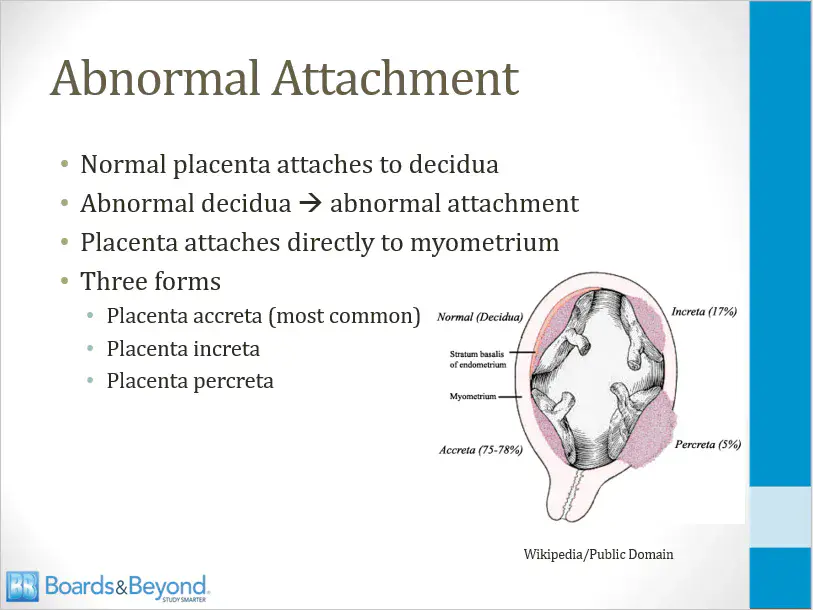 Abnormal Attachment
• Normal placenta attaches to decidua
• Abnormal decidua → abnormal attachment
• Placenta attaches directly to myometrium
• Three forms
• Placenta accreta (most common)
• Placenta increta
• Placenta percreta
Normal (Decidua)
Increta (17%)
Stratum basalis
of endometrium
Myometrium
Accreta (75-78%)
Percreta (5%)
Wikipedia/Public Domain
BB Boards&Beyond.
STUDY SMARTER